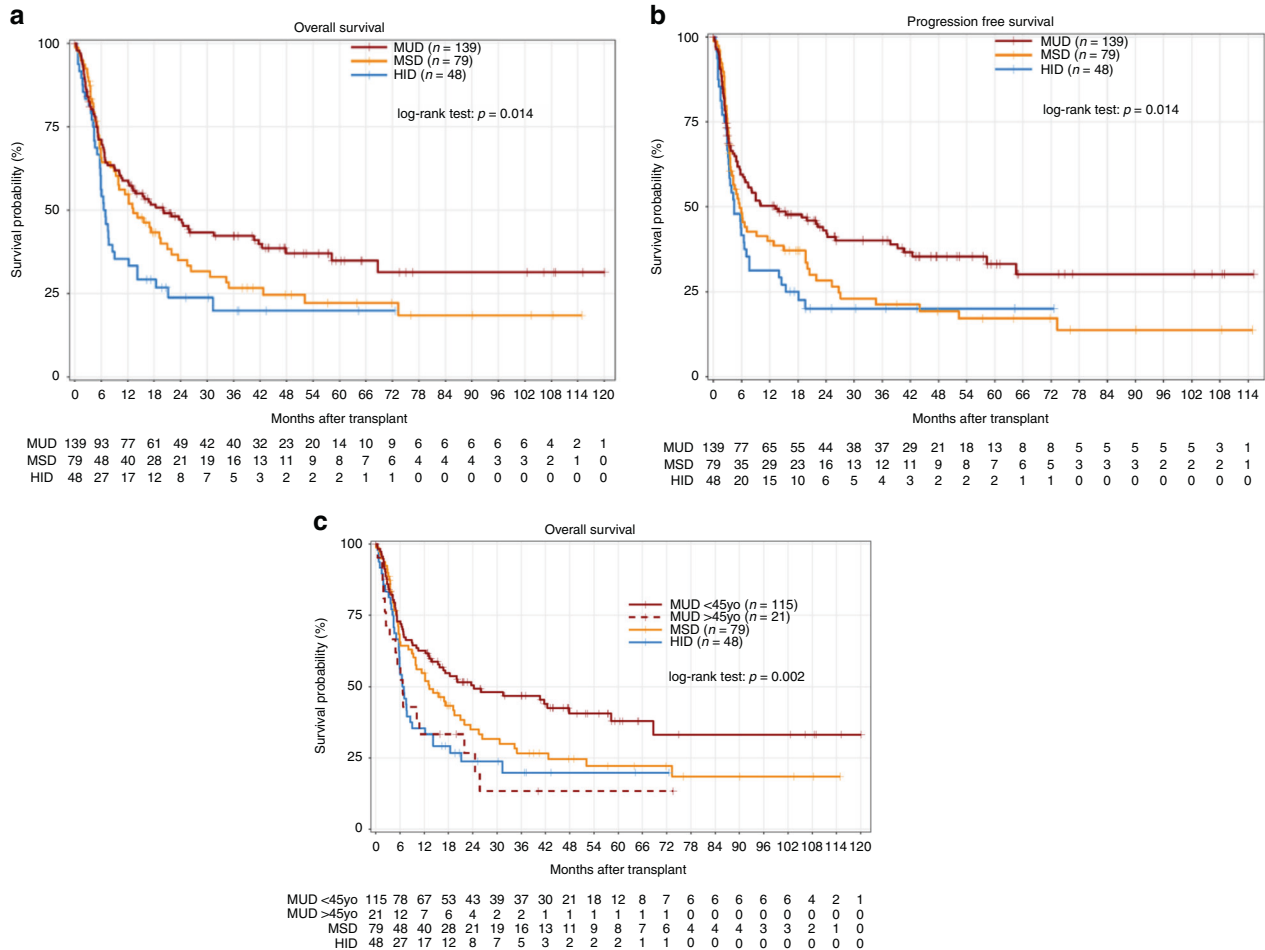 a
Overall survival
MUD (n = 139)
MSD (n = 79)
HID (n = 48)
log-rank test: p = 0.014
Survival probability (%)
100
75
50
25
0
0 6 12 18 24 30 36 42 48 54 60 66 72 78 84 90 96 102 108 114 120
Months after transplant
MUD 139 93 77 61 49 42 40 32 23 20 14 10 9 6 6 6 6 6 4 2 1
MSD 79 48 40 28 21 19 16 13 11 9 8 7 6 4 4 4 3 3 2 1 0
HID 48 27 17 12 8 7 5 3 2 2 2 1 1 0 0 0 0 0 0 0 0
b
Progression free survival
MUD (n = 139)
MSD (n = 79)
HID (n = 48)
log-rank test: p = 0.014
Survival probability (%)
100
75
50
25
0
0 6 12 18 24 30 36 42 48 54 60 66 72 78 84 90 96 102 108 114
Months after transplant
MUD 139 77 65 55 44 38 37 29 21 18 13 8 8 5 5 5 5 5 3 1
MSD 79 35 29 23 16 13 12 11 9 8 7 6 5 3 3 3 2 2 2 1
HID 48 20 15 10 6 5 4 3 2 2 2 1 1 0 0 0 0 0 0 0
c
Overall survival
MUD <45yo (n = 115)
MUD >45yo (n = 21)
MSD (n = 79)
HID (n = 48)
log-rank test: p = 0.002
Survival probability (%)
100
75
50
25
0
0 6 12 18 24 30 36 42 48 54 60 66 72 78 84 90 96 102 108 114 120
Months after transplant
MUD <45yo 115 78 67 53 43 39 37 30 21 18 12 8 7 6 6 6 6 6 4 2 1
MUD >45yo 21 12 7 6 4 2 2 1 1 1 1 1 1 0 0 0 0 0 0 0 0
MSD 79 48 40 28 21 19 16 13 11 9 8 7 6 4 4 4 3 3 2 1 0
HID 48 27 17 12 8 7 5 3 2 2 2 1 1 0 0 0 0 0 0 0 0